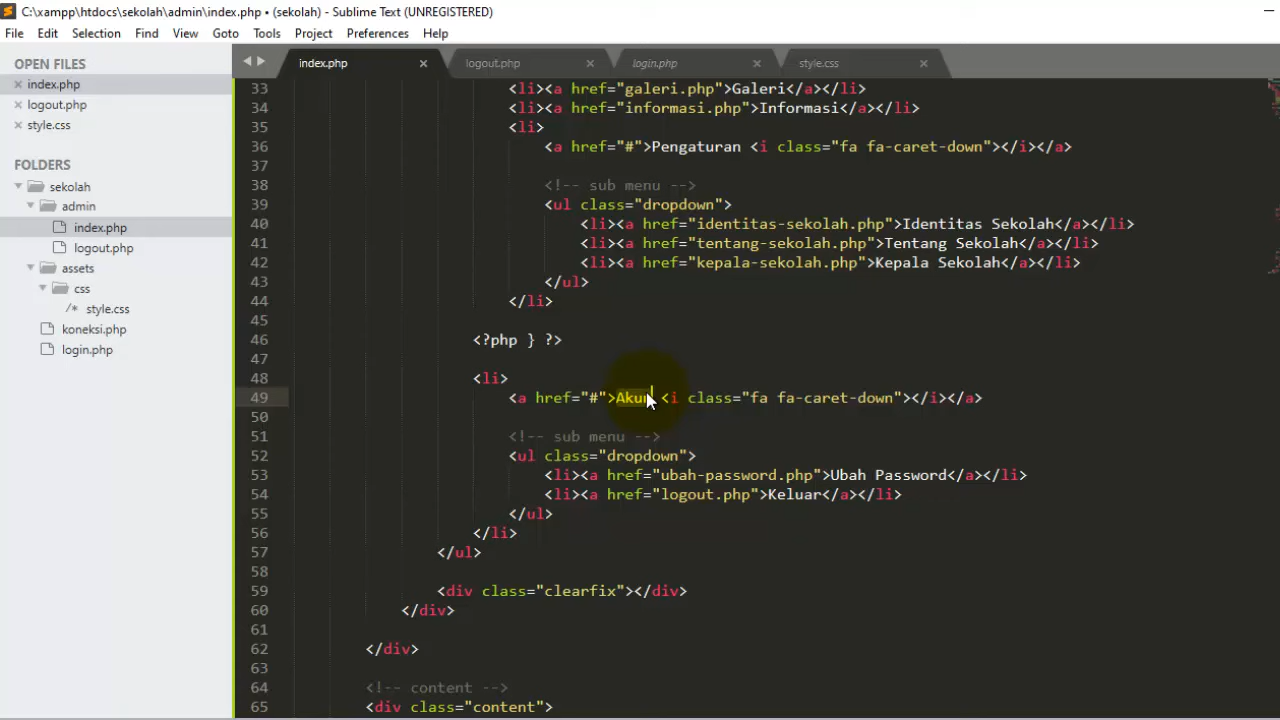 C:\xampp\htdocs\sekolah\admin\index.php • (sekolah) - Sublime Text (UNREGISTERED)
File Edit Selection Find View Goto Tools Project Preferences Help
OPEN FILES
index.php
logout.php
style.css
FOLDERS
sekolah
admin
index.php
logout.php
assets
css
/* style.css
koneksi.php
login.php
index.php logout.php login.php style.css
33 <li><a href="galeri.php">Galeri</a></li>
34 <li><a href="informasi.php">Informasi</a></li>
35 <li>
36 <a href="#">Pengaturan <i class="fa fa-caret-down"></i></a>
37
38 <!-- sub menu -->
39 <ul class="dropdown">
40 <li><a href="identitas-sekolah.php">Identitas Sekolah</a></li>
41 <li><a href="tentang-sekolah.php">Tentang Sekolah</a></li>
42 <li><a href="kepala-sekolah.php">Kepala Sekolah</a></li>
43 </ul>
44 </li>
45
46 <?php } ?>
47
48 <li>
49 <a href="#">Akun <i class="fa fa-caret-down"></i></a>
50
51 <!-- sub menu -->
52 <ul class="dropdown">
53 <li><a href="ubah-password.php">Ubah Password</a></li>
54 <li><a href="logout.php">Keluar</a></li>
55 </ul>
56 </li>
57 </ul>
58
59 <div class="clearfix"></div>
60 </div>
61
62 </div>
63
64 <!-- content -->
65 <div class="content">